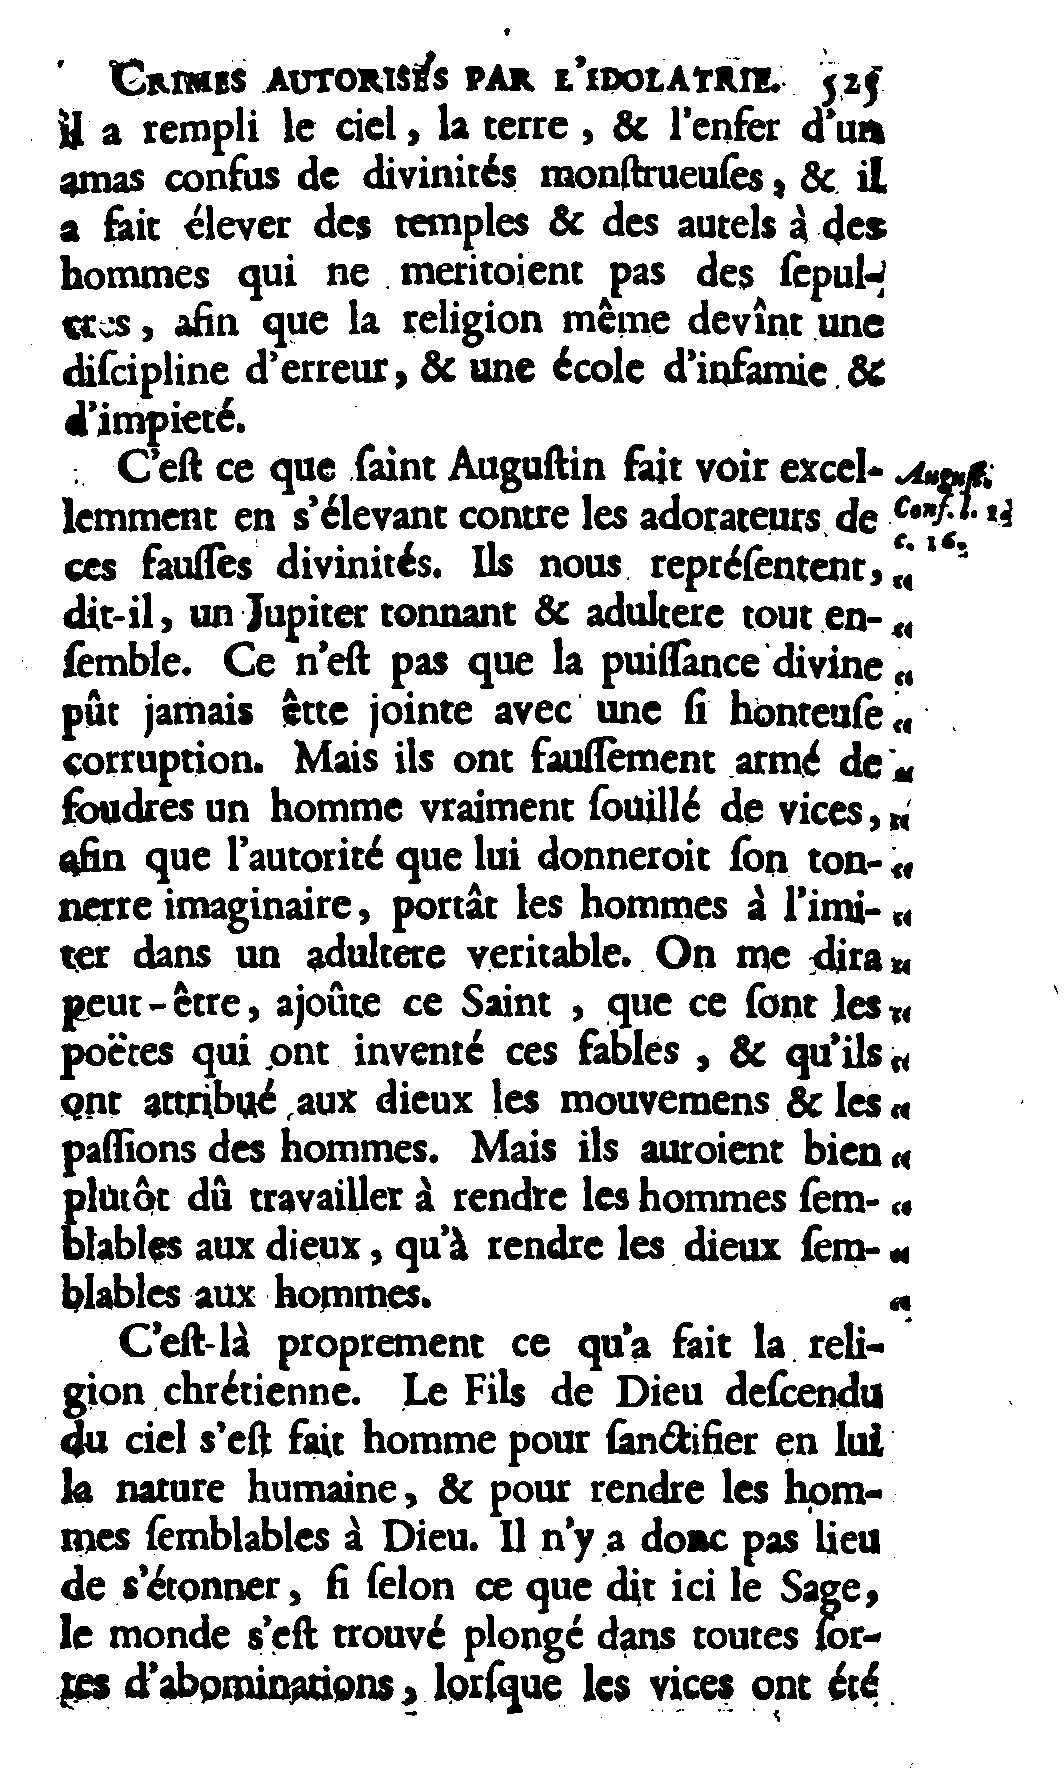 CRIMES AUTORISÉS PAR L'IDOLATRIE. 525
il a rempli le ciel, la terre, & l'enfer d'un
amas confus de divinités monſtrueuſes, & il
a fait élever des temples & des autels à des
hommes qui ne meritoient pas des ſepul-
tres, afin que la religion même devînt une
diſcipline d'erreur, & une école d'infamie &
d'impieté.
C'eſt ce que ſaint Auguſtin fait voir excel-
lemment en s'élevant contre les adorateurs de
ces fauſſes divinités. Ils nous repréſentent,
dit-il, un Jupiter tonnant & adultere tout en-
ſemble. Ce n'eſt pas que la puiſſance divine
pût jamais êtte jointe avec une ſi honteuſe
corruption. Mais ils ont fauſſement armé de
foudres un homme vraiment ſouillé de vices,
afin que l'autorité que lui donneroit ſon ton-
nerre imaginaire, portât les hommes à l'imi-
ter dans un adultere veritable. On me dira
peut-être, ajoûte ce Saint, que ce ſont les
poëtes qui ont inventé ces fables, & qu'ils
ont attribué aux dieux les mouvemens & les
paſſions des hommes. Mais ils auroient bien
plutôt dû travailler à rendre les hommes ſem-
blables aux dieux, qu'à rendre les dieux ſem-
blables aux hommes.
Auguſt.
Conf. l.
c. 16.
C'eſt-là proprement ce qu'a fait la reli-
gion chrétienne. Le Fils de Dieu deſcendu
du ciel s'eſt fait homme pour ſanctifier en lui
la nature humaine, & pour rendre les hom-
mes ſemblables à Dieu. Il n'y a donc pas lieu
de s'étonner, ſi ſelon ce que dit ici le Sage,
le monde s'eſt trouvé plongé dans toutes ſor-
tes d'abominations, lorſque les vices ont été